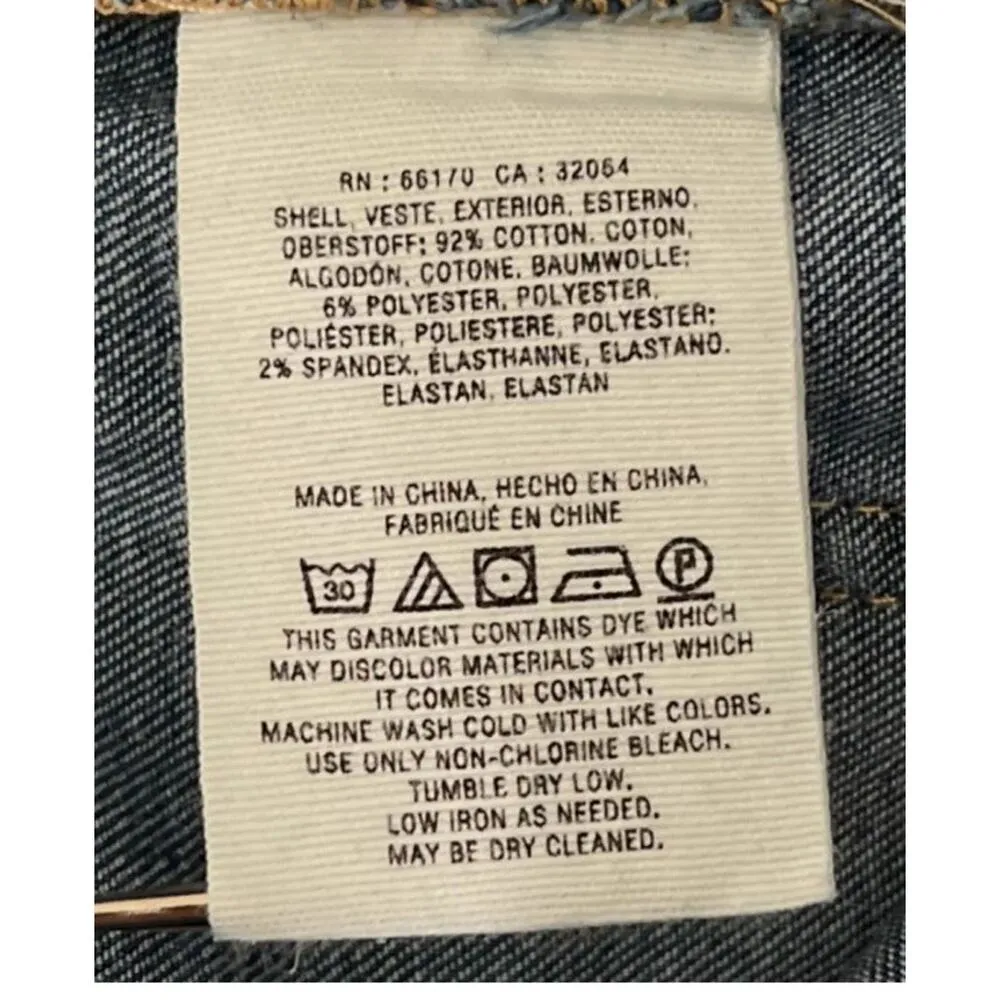 RN : 66170 CA : 32064
SHELL, VESTE, EXTERIOR, ESTERNO,
OBERSTOFF: 92% COTTON, COTON,
ALGODÓN, COTONE, BAUMWOLLE;
6% POLYESTER, POLYESTER,
POLIÉSTER, POLIESTERE, POLYESTER;
2% SPANDEX, ÉLASTHANNE, ELASTANO,
ELASTAN, ELASTAN
MADE IN CHINA, HECHO EN CHINA,
FABRIQUÉ EN CHINE
30 P
THIS GARMENT CONTAINS DYE WHICH
MAY DISCOLOR MATERIALS WITH WHICH
IT COMES IN CONTACT.
MACHINE WASH COLD WITH LIKE COLORS.
USE ONLY NON-CHLORINE BLEACH.
TUMBLE DRY LOW.
LOW IRON AS NEEDED.
MAY BE DRY CLEANED.